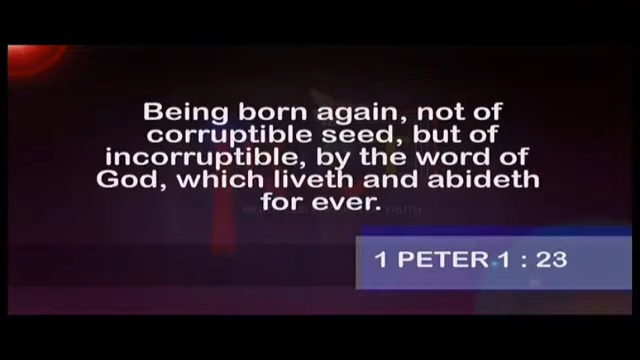 Being born again, not of
corruptible seed, but of
incorruptible, by the word of
God, which liveth and abideth
for ever.
1 PETER 1 : 23